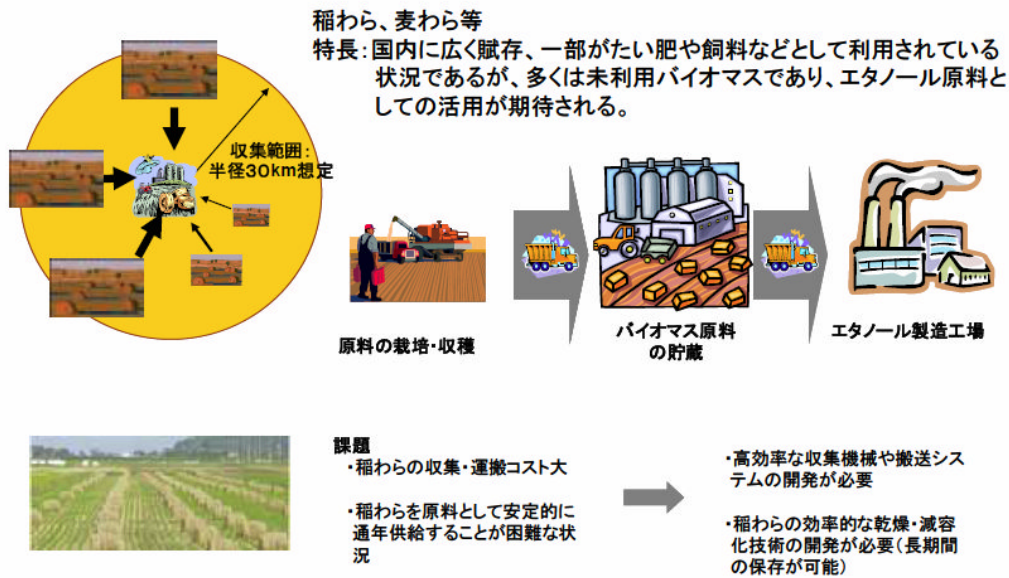 稲わら、麦わら等
特長:国内に広く賦存、一部がたい肥や飼料などとして利用されている
状況であるが、多くは未利用バイオマスであり、エタノール原料と
しての活用が期待される。
収集範囲:
半径30km想定
原料の栽培・収穫
バイオマス原料
の貯蔵
エタノール製造工場
課題
・稲わらの収集・運搬コスト大
・稲わらを原料として安定的に
通年供給することが困難な状
況
・高効率な収集機械や搬送シス
テムの開発が必要
・稲わらの効率的な乾燥・減容
化技術の開発が必要(長期間
の保存が可能)